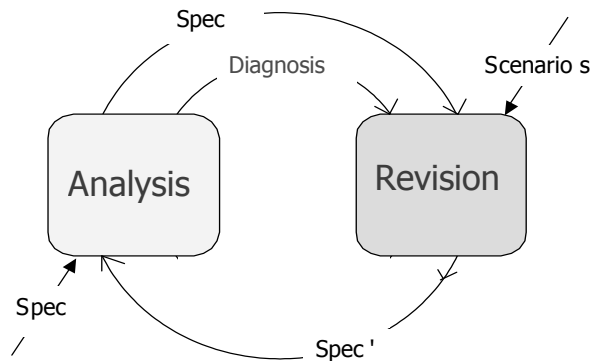 Spec
Diagnosis
Scenario s
Analysis
Revision
Spec
Spec '